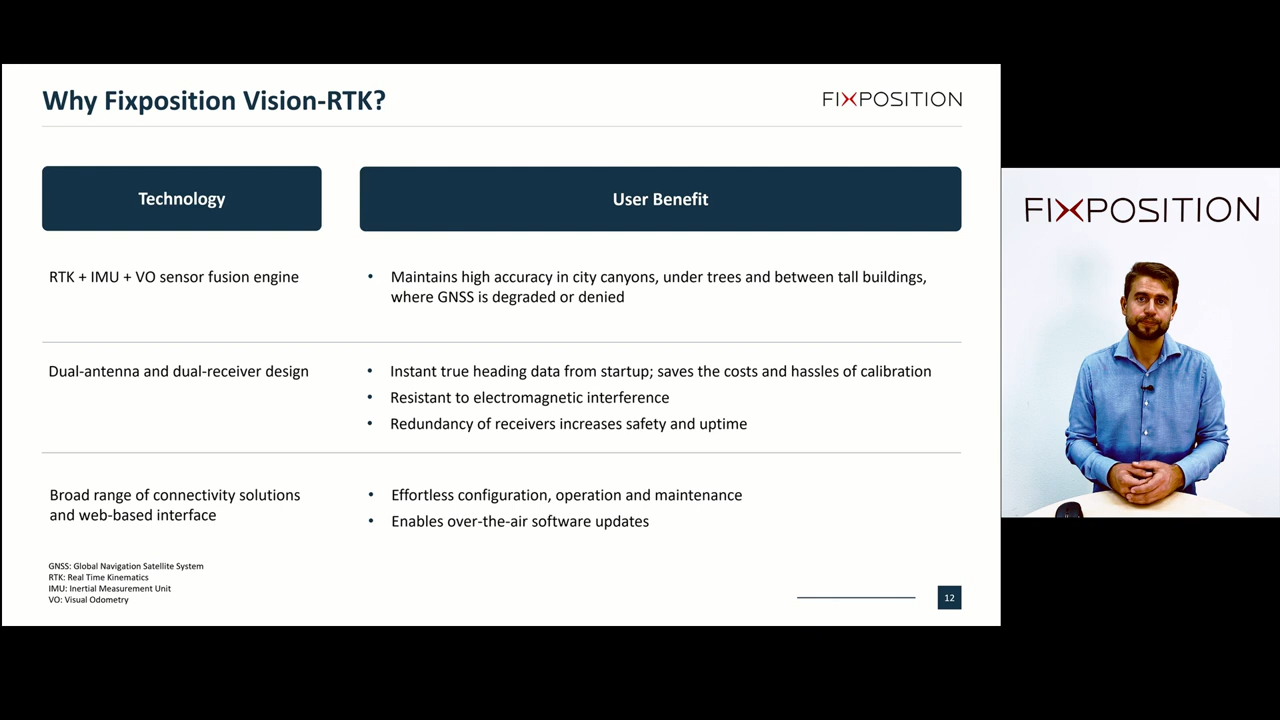 Why Fixposition Vision-RTK?
FIXPOSITION
Technology
User Benefit
RTK + IMU + VO sensor fusion engine
• Maintains high accuracy in city canyons, under trees and between tall buildings,
where GNSS is degraded or denied
Dual-antenna and dual-receiver design
• Instant true heading data from startup; saves the costs and hassles of calibration
• Resistant to electromagnetic interference
• Redundancy of receivers increases safety and uptime
Broad range of connectivity solutions
and web-based interface
• Effortless configuration, operation and maintenance
• Enables over-the-air software updates
GNSS: Global Navigation Satellite System
RTK: Real Time Kinematics
IMU: Inertial Measurement Unit
VO: Visual Odometry
12
FIXPOSITION